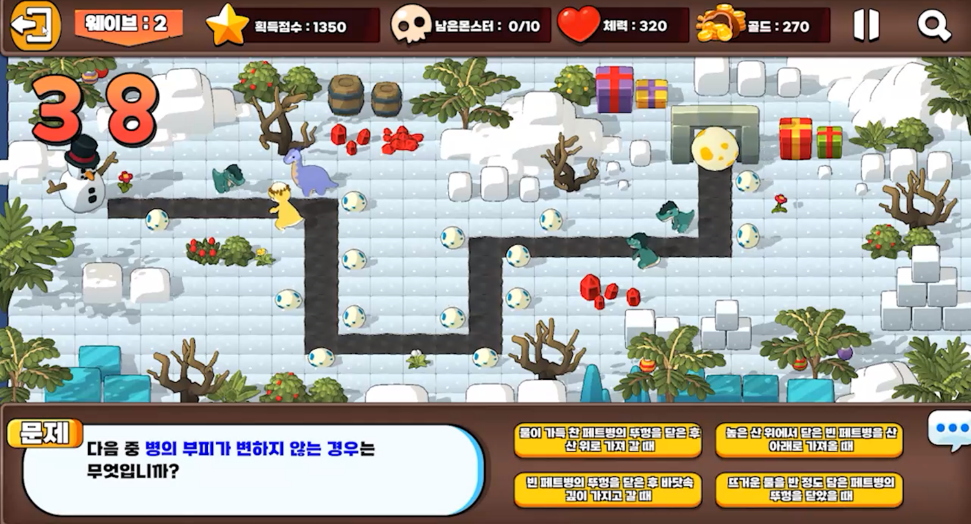 웨이브 : 2
획득점수 : 1350
남은몬스터 : 0/10
체력 : 320
골드 : 270
38
문제
다음 중 병의 부피가 변하지 않는 경우는
무엇입니까?
물이 가득 찬 페트병의 뚜껑을 닫은 후
산 위로 가져 갈 때
높은 산 위에서 닫은 빈 페트병을 산
아래로 가져올 때
빈 페트병의 뚜껑을 닫은 후 바닷속
깊이 가지고 갈 때
뜨거운 물을 반 정도 담은 페트병의
뚜껑을 닫았을 때